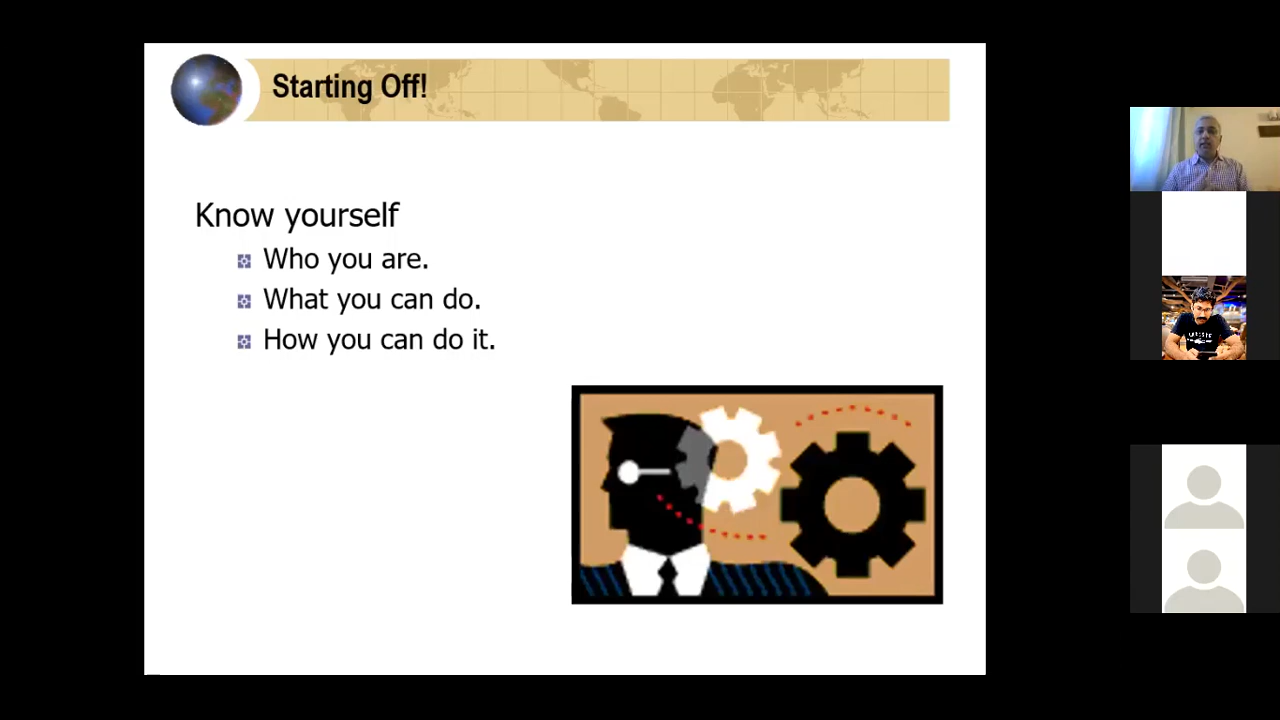 Starting Off!
Know yourself
Who you are.
What you can do.
How you can do it.